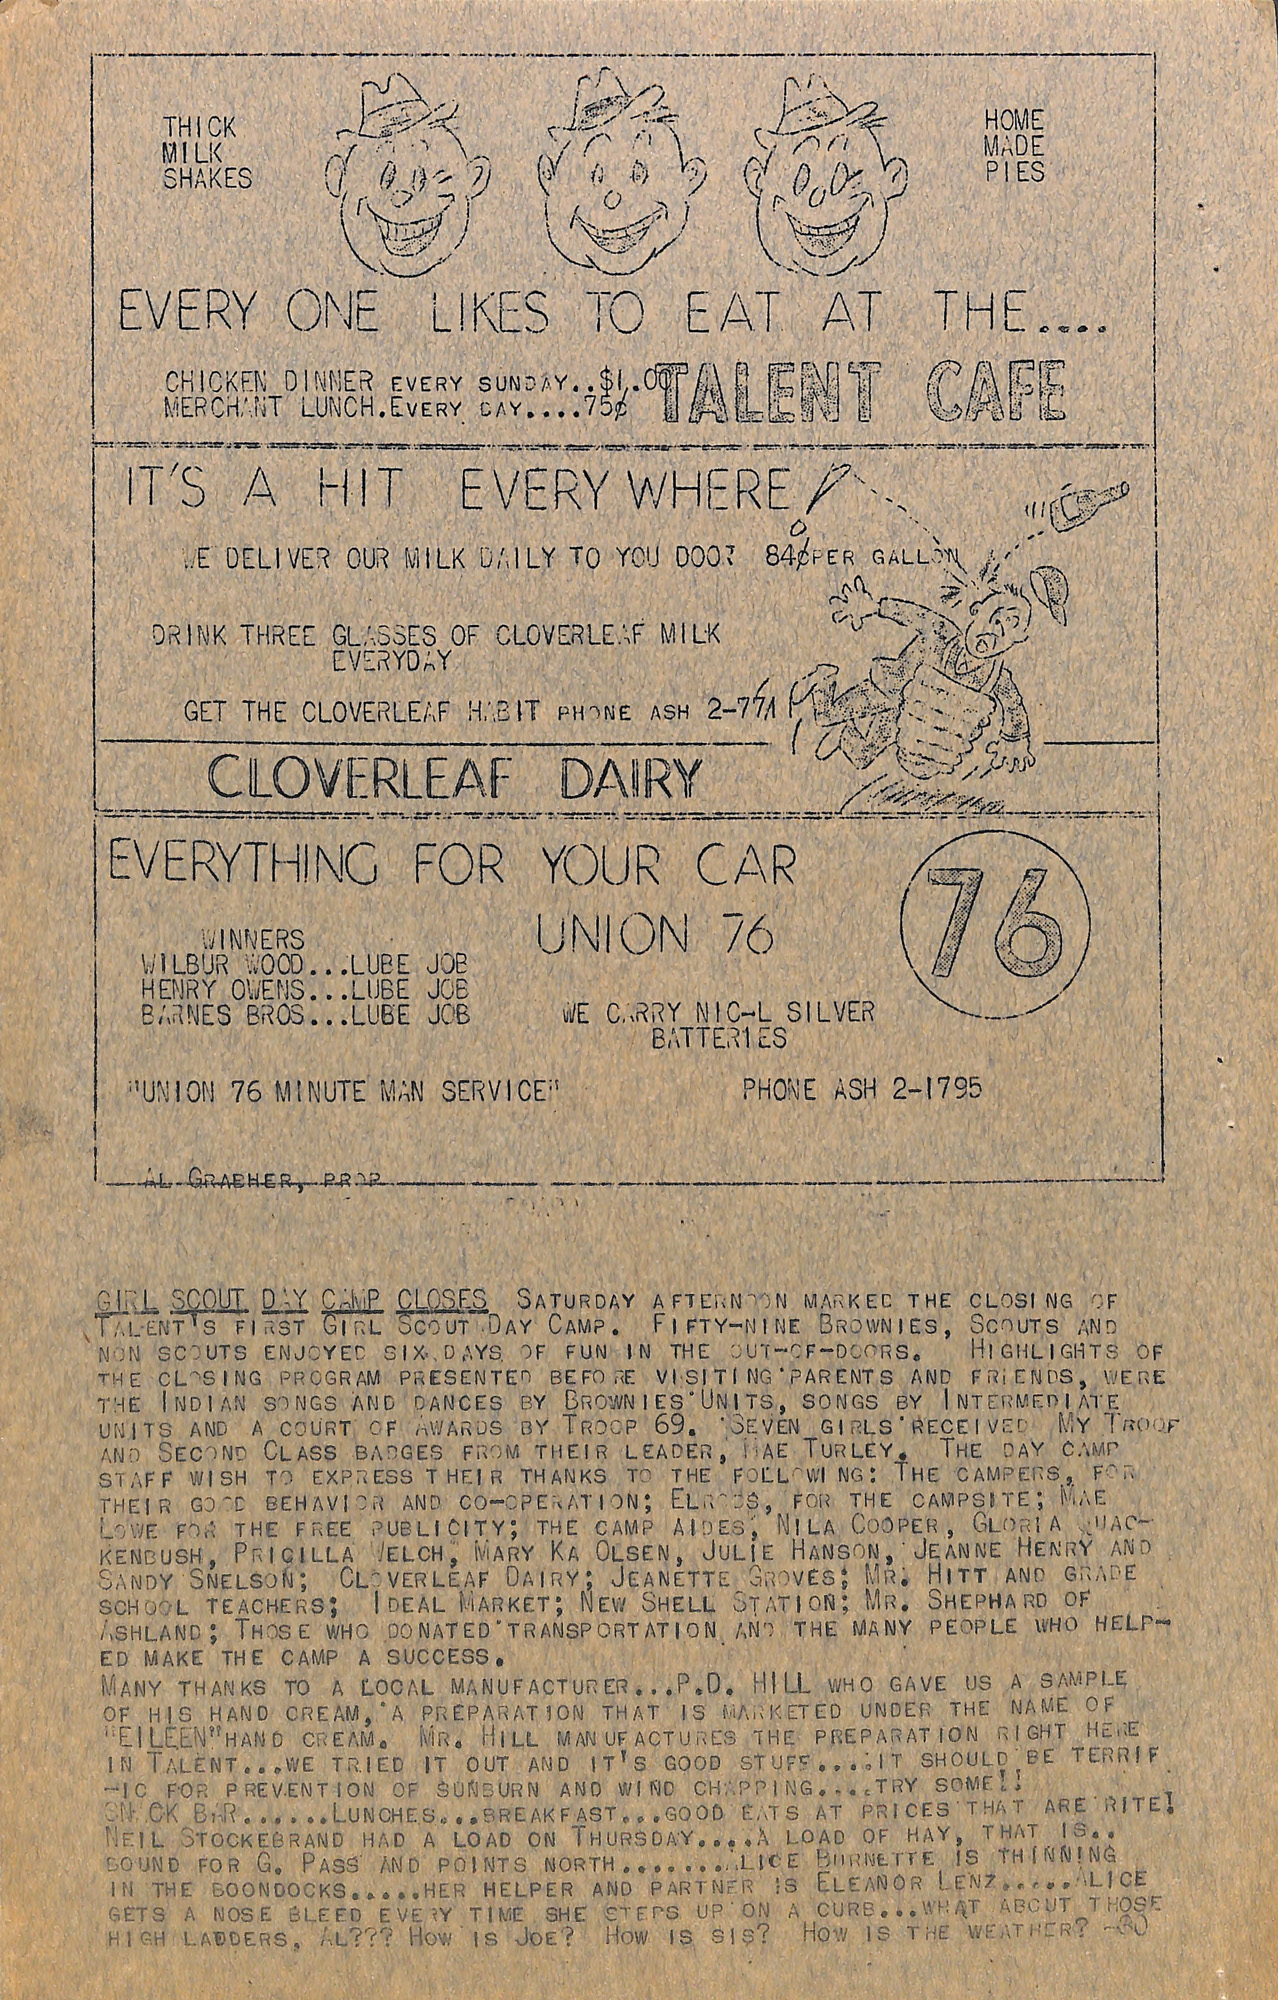 THICK
MILK
SHAKES
HOME
MADE
PIES
EVERY ONE LIKES TO EAT AT THE....
CHICKEN DINNER EVERY SUNDAY..$1.00
MERCHANT LUNCH.EVERY DAY....75¢
TALENT CAFE
IT'S A HIT EVERY WHERE!
WE DELIVER OUR MILK DAILY TO YOU DOOR 84¢PER GALLON
DRINK THREE GLASSES OF CLOVERLEAF MILK
EVERYDAY
GET THE CLOVERLEAF HABIT PHONE ASH
CLOVERLEAF DAIRY
EVERYTHING FOR YOUR CAR
76
UNION 76
WINNERS
WILBUR WOOD...LUBE JOB
HENRY OWENS...LUBE JOB
BARNES BROS...LUBE JOB
WE CARRY NIC-L SILVER
BATTERIES
"UNION 76 MINUTE MAN SERVICE"
PHONE ASH 2-1795
AL GRAEHER, PROP
GIRL SCOUT DAY CAMP CLOSES SATURDAY AFTERNOON MARKED THE CLOSING OF
TALENT'S FIRST GIRL SCOUT DAY CAMP. FIFTY-NINE BROWNIES, SCOUTS AND
NON SCOUTS ENJOYED SIX DAYS OF FUN IN THE OUT-OF-DOORS. HIGHLIGHTS OF
THE CLOSING PROGRAM PRESENTED BEFORE VISITING PARENTS AND FRIENDS, WERE
THE INDIAN SONGS AND DANCES BY BROWNIES UNITS, SONGS BY INTERMEDIATE
UNITS AND A COURT OF AWARDS BY TROOP 69. SEVEN GIRLS RECEIVED MY TROOP
AND SECOND CLASS BADGES FROM THEIR LEADER, MAE TURLEY. THE DAY CAMP
STAFF WISH TO EXPRESS THEIR THANKS TO THE FOLLOWING: THE CAMPERS, FOR
THEIR GOOD BEHAVIOR AND CO-OPERATION; FOR THE CAMPSITE; MAE
LOWE FOR THE FREE PUBLICITY; THE CAMP AIDES, NILA COOPER, GLORIA QUAC-
KENBUSH, PRICILLA WELCH, MARY KA OLSEN, JULIE HANSON, JEANNE HENRY AND
SANDY SNELSON; CLOVERLEAF DAIRY; JEANETTE GROVES; MR. HITT AND GRADE
SCHOOL TEACHERS; IDEAL MARKET; NEW SHELL STATION; MR. SHEPHARD OF
ASHLAND; THOSE WHO DONATED TRANSPORTATION AND THE MANY PEOPLE WHO HELP-
ED MAKE THE CAMP A SUCCESS.
MANY THANKS TO A LOCAL MANUFACTURER...P.D. HILL WHO GAVE US A SAMPLE
OF HIS HAND CREAM, A PREPARATION THAT IS MARKETED UNDER THE NAME OF
"EILEEN"HAND CREAM. MR. HILL MANUFACTURES THE PREPARATION RIGHT HERE
IN TALENT...WE TRIED IT OUT AND IT'S GOOD STUFF....IT SHOULD BE TERRIF
-IC FOR PREVENTION OF SUNBURN AND WIND CHAPPING....TRY SOME!!
SNACK BAR......LUNCHES...BREAKFAST...GOOD EATS AT PRICES THAT ARE RITE!
NEIL STOCKEBRAND HAD A LOAD ON THURSDAY....A LOAD OF HAY, THAT IS..
BOUND FOR G. PASS AND POINTS NORTH........ALICE BURNETTE IS THINNING
IN THE BOONDOCKS.....HER HELPER AND PARTNER IS ELEANOR LENZ.....ALICE
GETS A NOSE BLEED EVERY TIME SHE STEPS UP ON A CURB...WHAT ABOUT THOSE
HIGH LADDERS, AL??? HOW IS JOE? HOW IS SIS? HOW IS THE WEATHER? -30